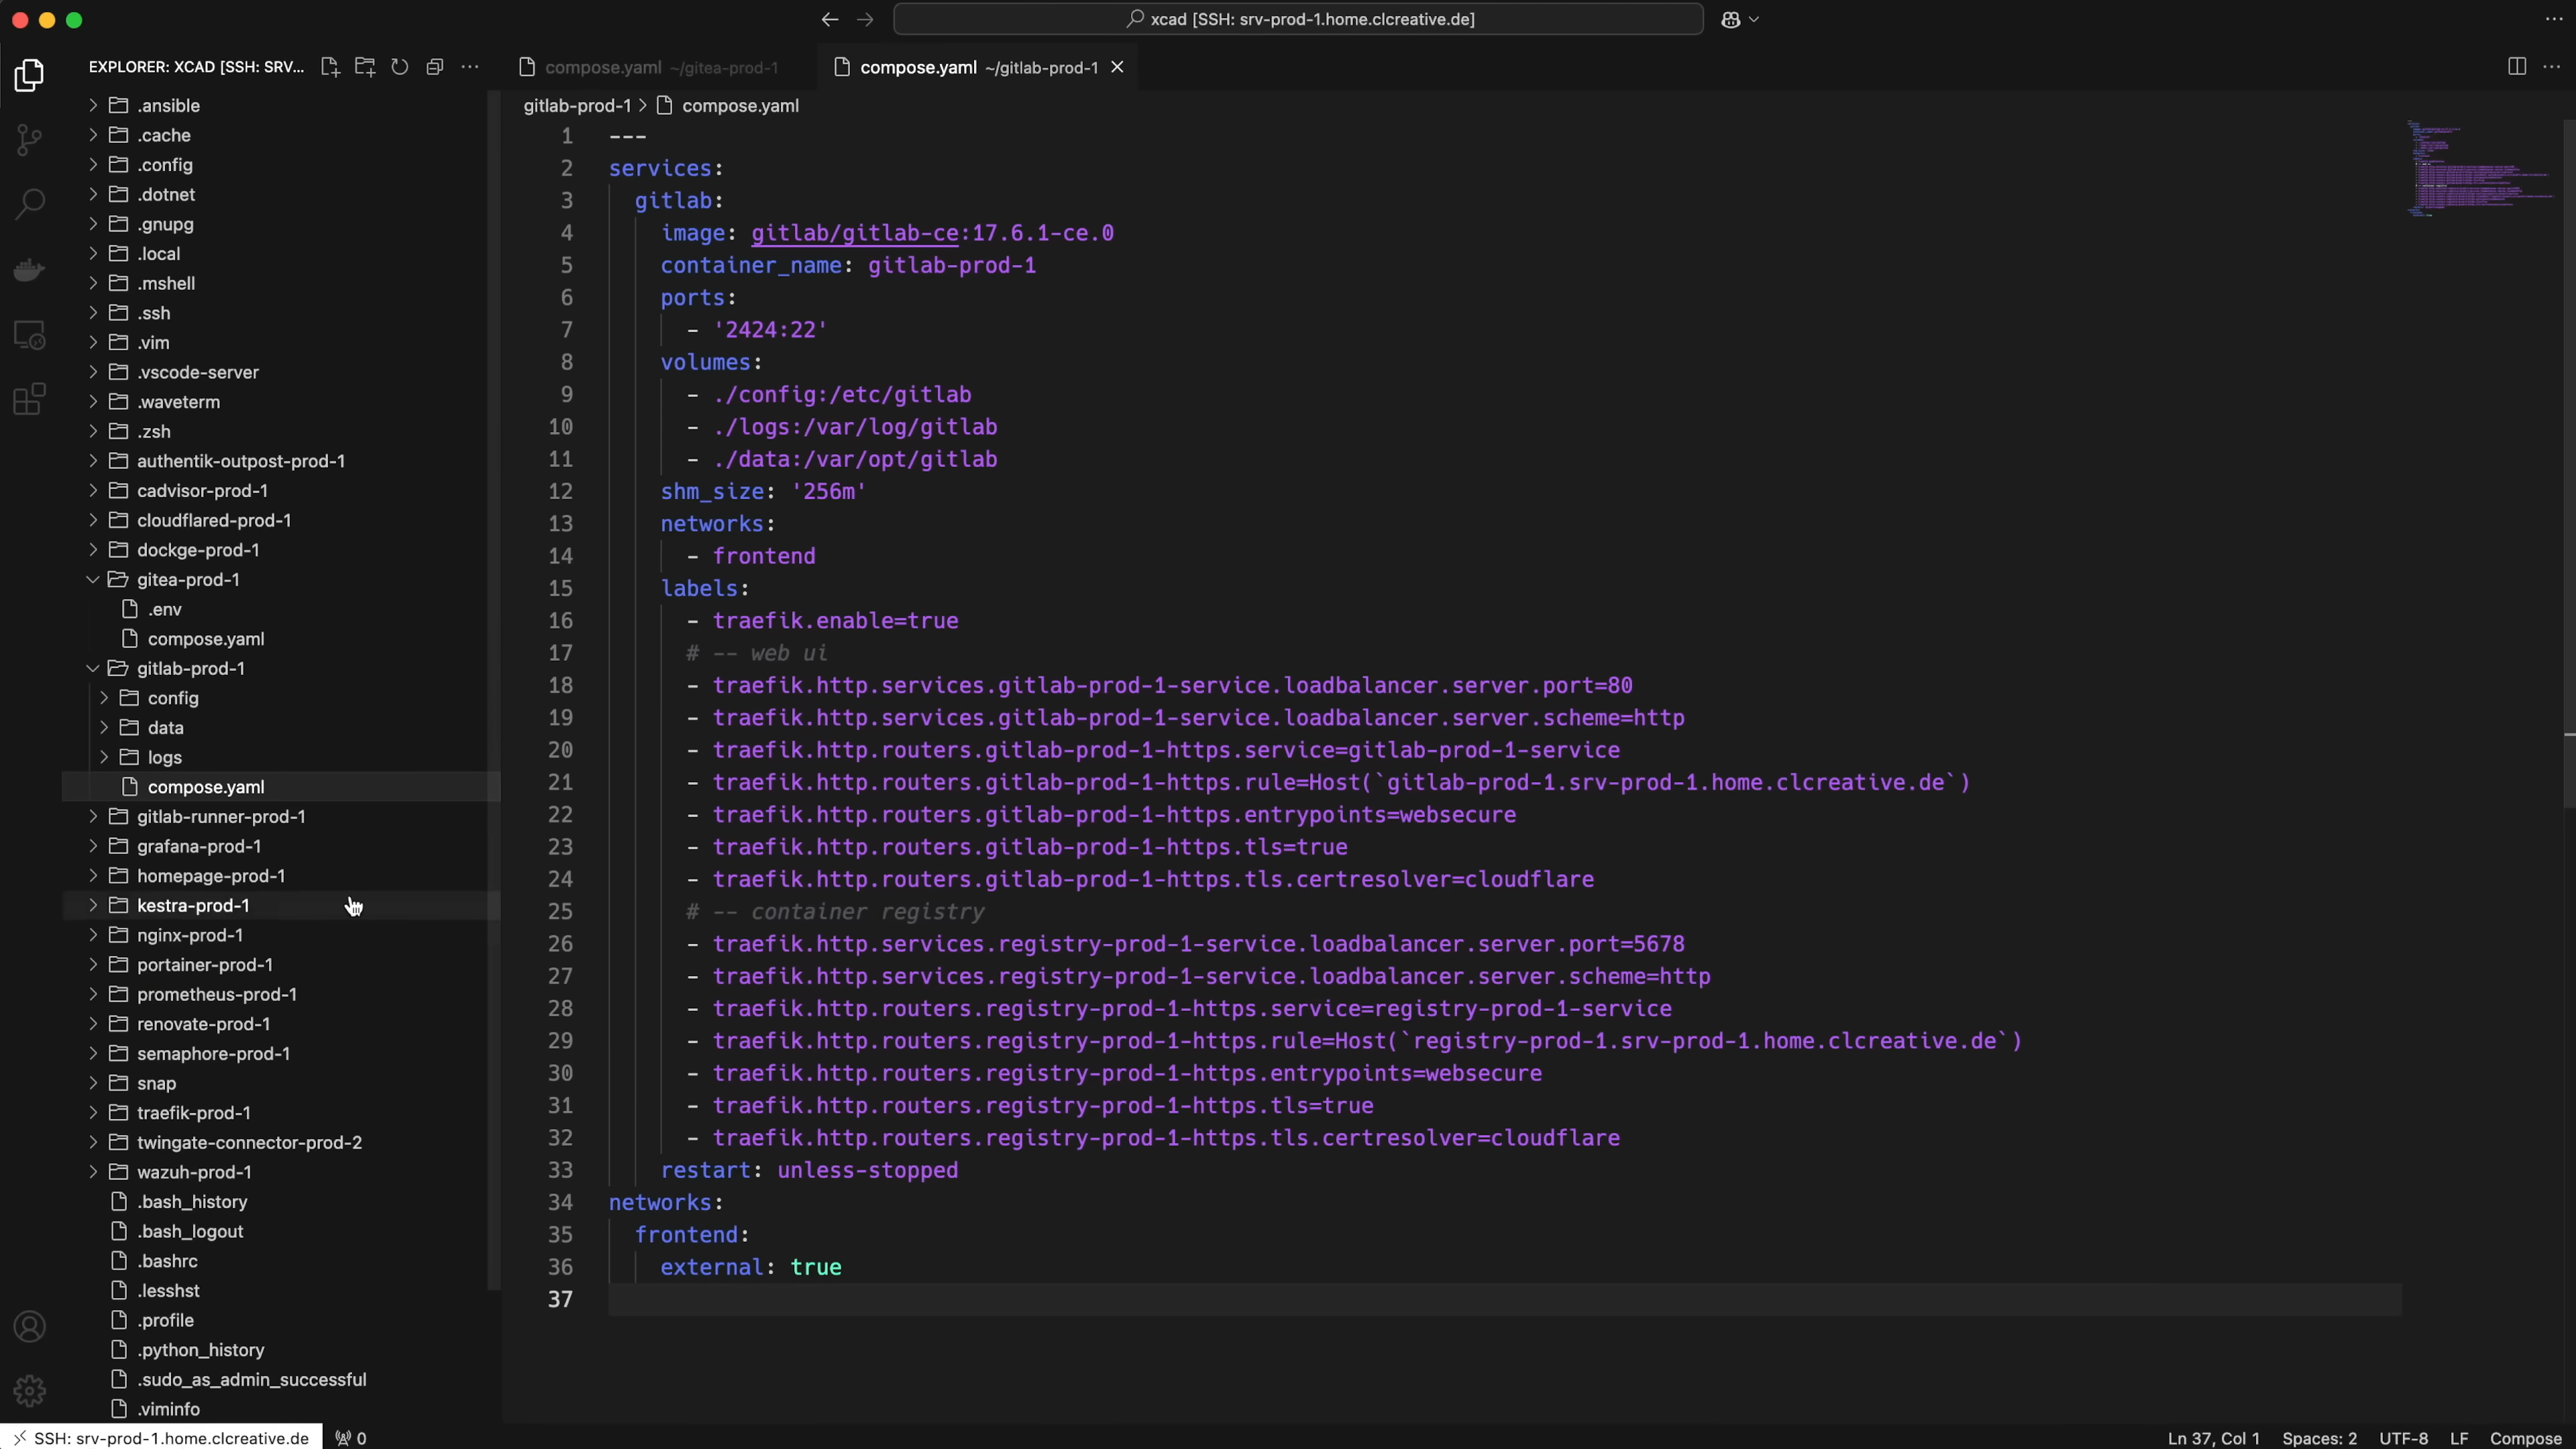 xcad [SSH: srv-prod-1.home.clcreative.de]
EXPLORER: XCAD [SSH: SRV...
.ansible
.cache
.config
.dotnet
.gnupg
.local
.mshell
.ssh
.vim
.vscode-server
.waveterm
.zsh
authentik-outpost-prod-1
cadvisor-prod-1
cloudflared-prod-1
dockge-prod-1
gitea-prod-1
.env
compose.yaml
gitlab-prod-1
config
data
logs
compose.yaml
gitlab-runner-prod-1
grafana-prod-1
homepage-prod-1
kestra-prod-1
nginx-prod-1
portainer-prod-1
prometheus-prod-1
renovate-prod-1
semaphore-prod-1
snap
traefik-prod-1
twingate-connector-prod-2
wazuh-prod-1
.bash_history
.bash_logout
.bashrc
.lesshst
.profile
.python_history
.sudo_as_admin_successful
.viminfo
compose.yaml ~/gitea-prod-1
compose.yaml ~/gitlab-prod-1
gitlab-prod-1 > compose.yaml
1 ---
2 services:
3 gitlab:
4 image: gitlab/gitlab-ce:17.6.1-ce.0
5 container_name: gitlab-prod-1
6 ports:
7 - '2424:22'
8 volumes:
9 - ./config:/etc/gitlab
10 - ./logs:/var/log/gitlab
11 - ./data:/var/opt/gitlab
12 shm_size: '256m'
13 networks:
14 - frontend
15 labels:
16 - traefik.enable=true
17 # -- web ui
18 - traefik.http.services.gitlab-prod-1-service.loadbalancer.server.port=80
19 - traefik.http.services.gitlab-prod-1-service.loadbalancer.server.scheme=http
20 - traefik.http.routers.gitlab-prod-1-https.service=gitlab-prod-1-service
21 - traefik.http.routers.gitlab-prod-1-https.rule=Host(`gitlab-prod-1.srv-prod-1.home.clcreative.de`)
22 - traefik.http.routers.gitlab-prod-1-https.entrypoints=websecure
23 - traefik.http.routers.gitlab-prod-1-https.tls=true
24 - traefik.http.routers.gitlab-prod-1-https.tls.certresolver=cloudflare
25 # -- container registry
26 - traefik.http.services.registry-prod-1-service.loadbalancer.server.port=5678
27 - traefik.http.services.registry-prod-1-service.loadbalancer.server.scheme=http
28 - traefik.http.routers.registry-prod-1-https.service=registry-prod-1-service
29 - traefik.http.routers.registry-prod-1-https.rule=Host(`registry-prod-1.srv-prod-1.home.clcreative.de`)
30 - traefik.http.routers.registry-prod-1-https.entrypoints=websecure
31 - traefik.http.routers.registry-prod-1-https.tls=true
32 - traefik.http.routers.registry-prod-1-https.tls.certresolver=cloudflare
33 restart: unless-stopped
34 networks:
35 frontend:
36 external: true
37
SSH: srv-prod-1.home.clcreative.de 0
Ln 37, Col 1 Spaces: 2 UTF-8 LF Compose